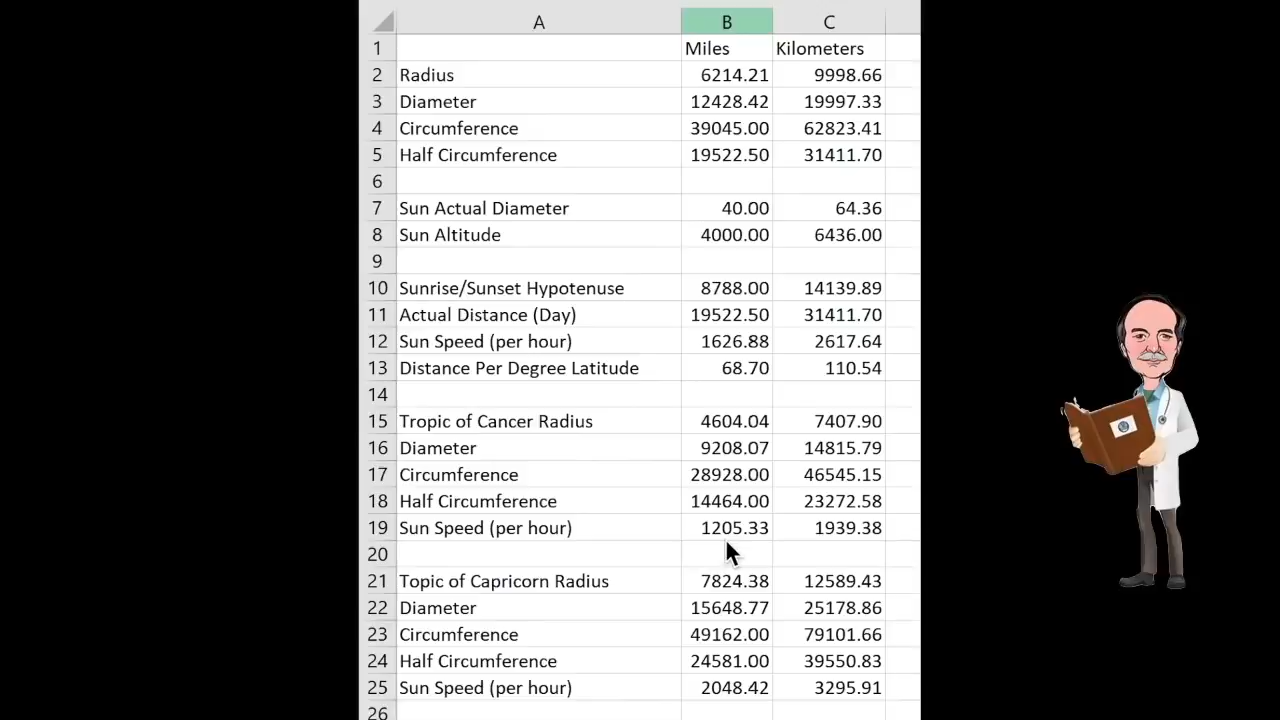 A B C
1 Miles Kilometers
2 Radius 6214.21 9998.66
3 Diameter 12428.42 19997.33
4 Circumference 39045.00 62823.41
5 Half Circumference 19522.50 31411.70
6
7 Sun Actual Diameter 40.00 64.36
8 Sun Altitude 4000.00 6436.00
9
10 Sunrise/Sunset Hypotenuse 8788.00 14139.89
11 Actual Distance (Day) 19522.50 31411.70
12 Sun Speed (per hour) 1626.88 2617.64
13 Distance Per Degree Latitude 68.70 110.54
14
15 Tropic of Cancer Radius 4604.04 7407.90
16 Diameter 9208.07 14815.79
17 Circumference 28928.00 46545.15
18 Half Circumference 14464.00 23272.58
19 Sun Speed (per hour) 1205.33 1939.38
20
21 Topic of Capricorn Radius 7824.38 12589.43
22 Diameter 15648.77 25178.86
23 Circumference 49162.00 79101.66
24 Half Circumference 24581.00 39550.83
25 Sun Speed (per hour) 2048.42 3295.91
26